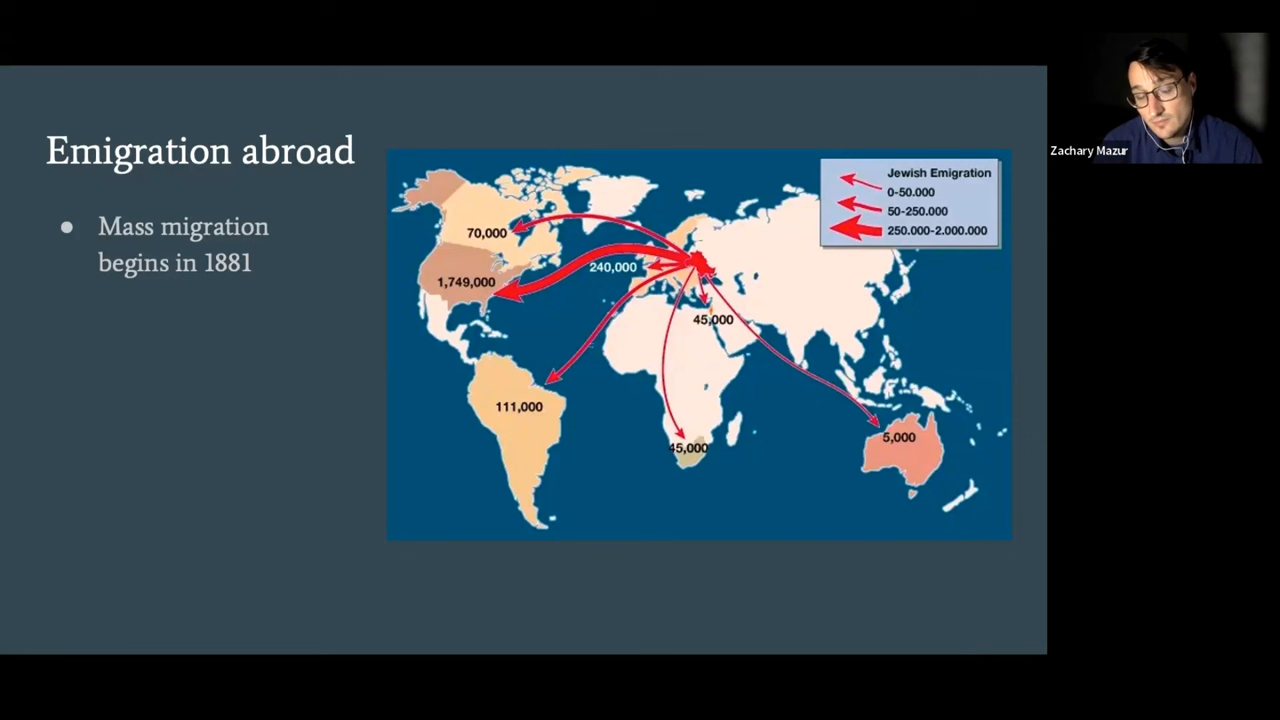 Emigration abroad
● Mass migration
begins in 1881
Jewish Emigration
0-50.000
50-250.000
250.000-2.000.000
70,000
240,000
1,749,000
45,000
111,000
45,000
5,000
Zachary Mazur